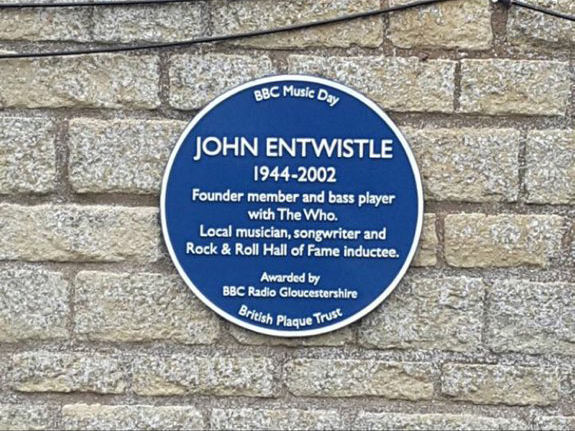 BBC Music Day
JOHN ENTWISTLE
1944-2002
Founder member and bass player
with The Who.
Local musician, songwriter and
Rock & Roll Hall of Fame inductee.
Awarded by
BBC Radio Gloucestershire
British Plaque Trust